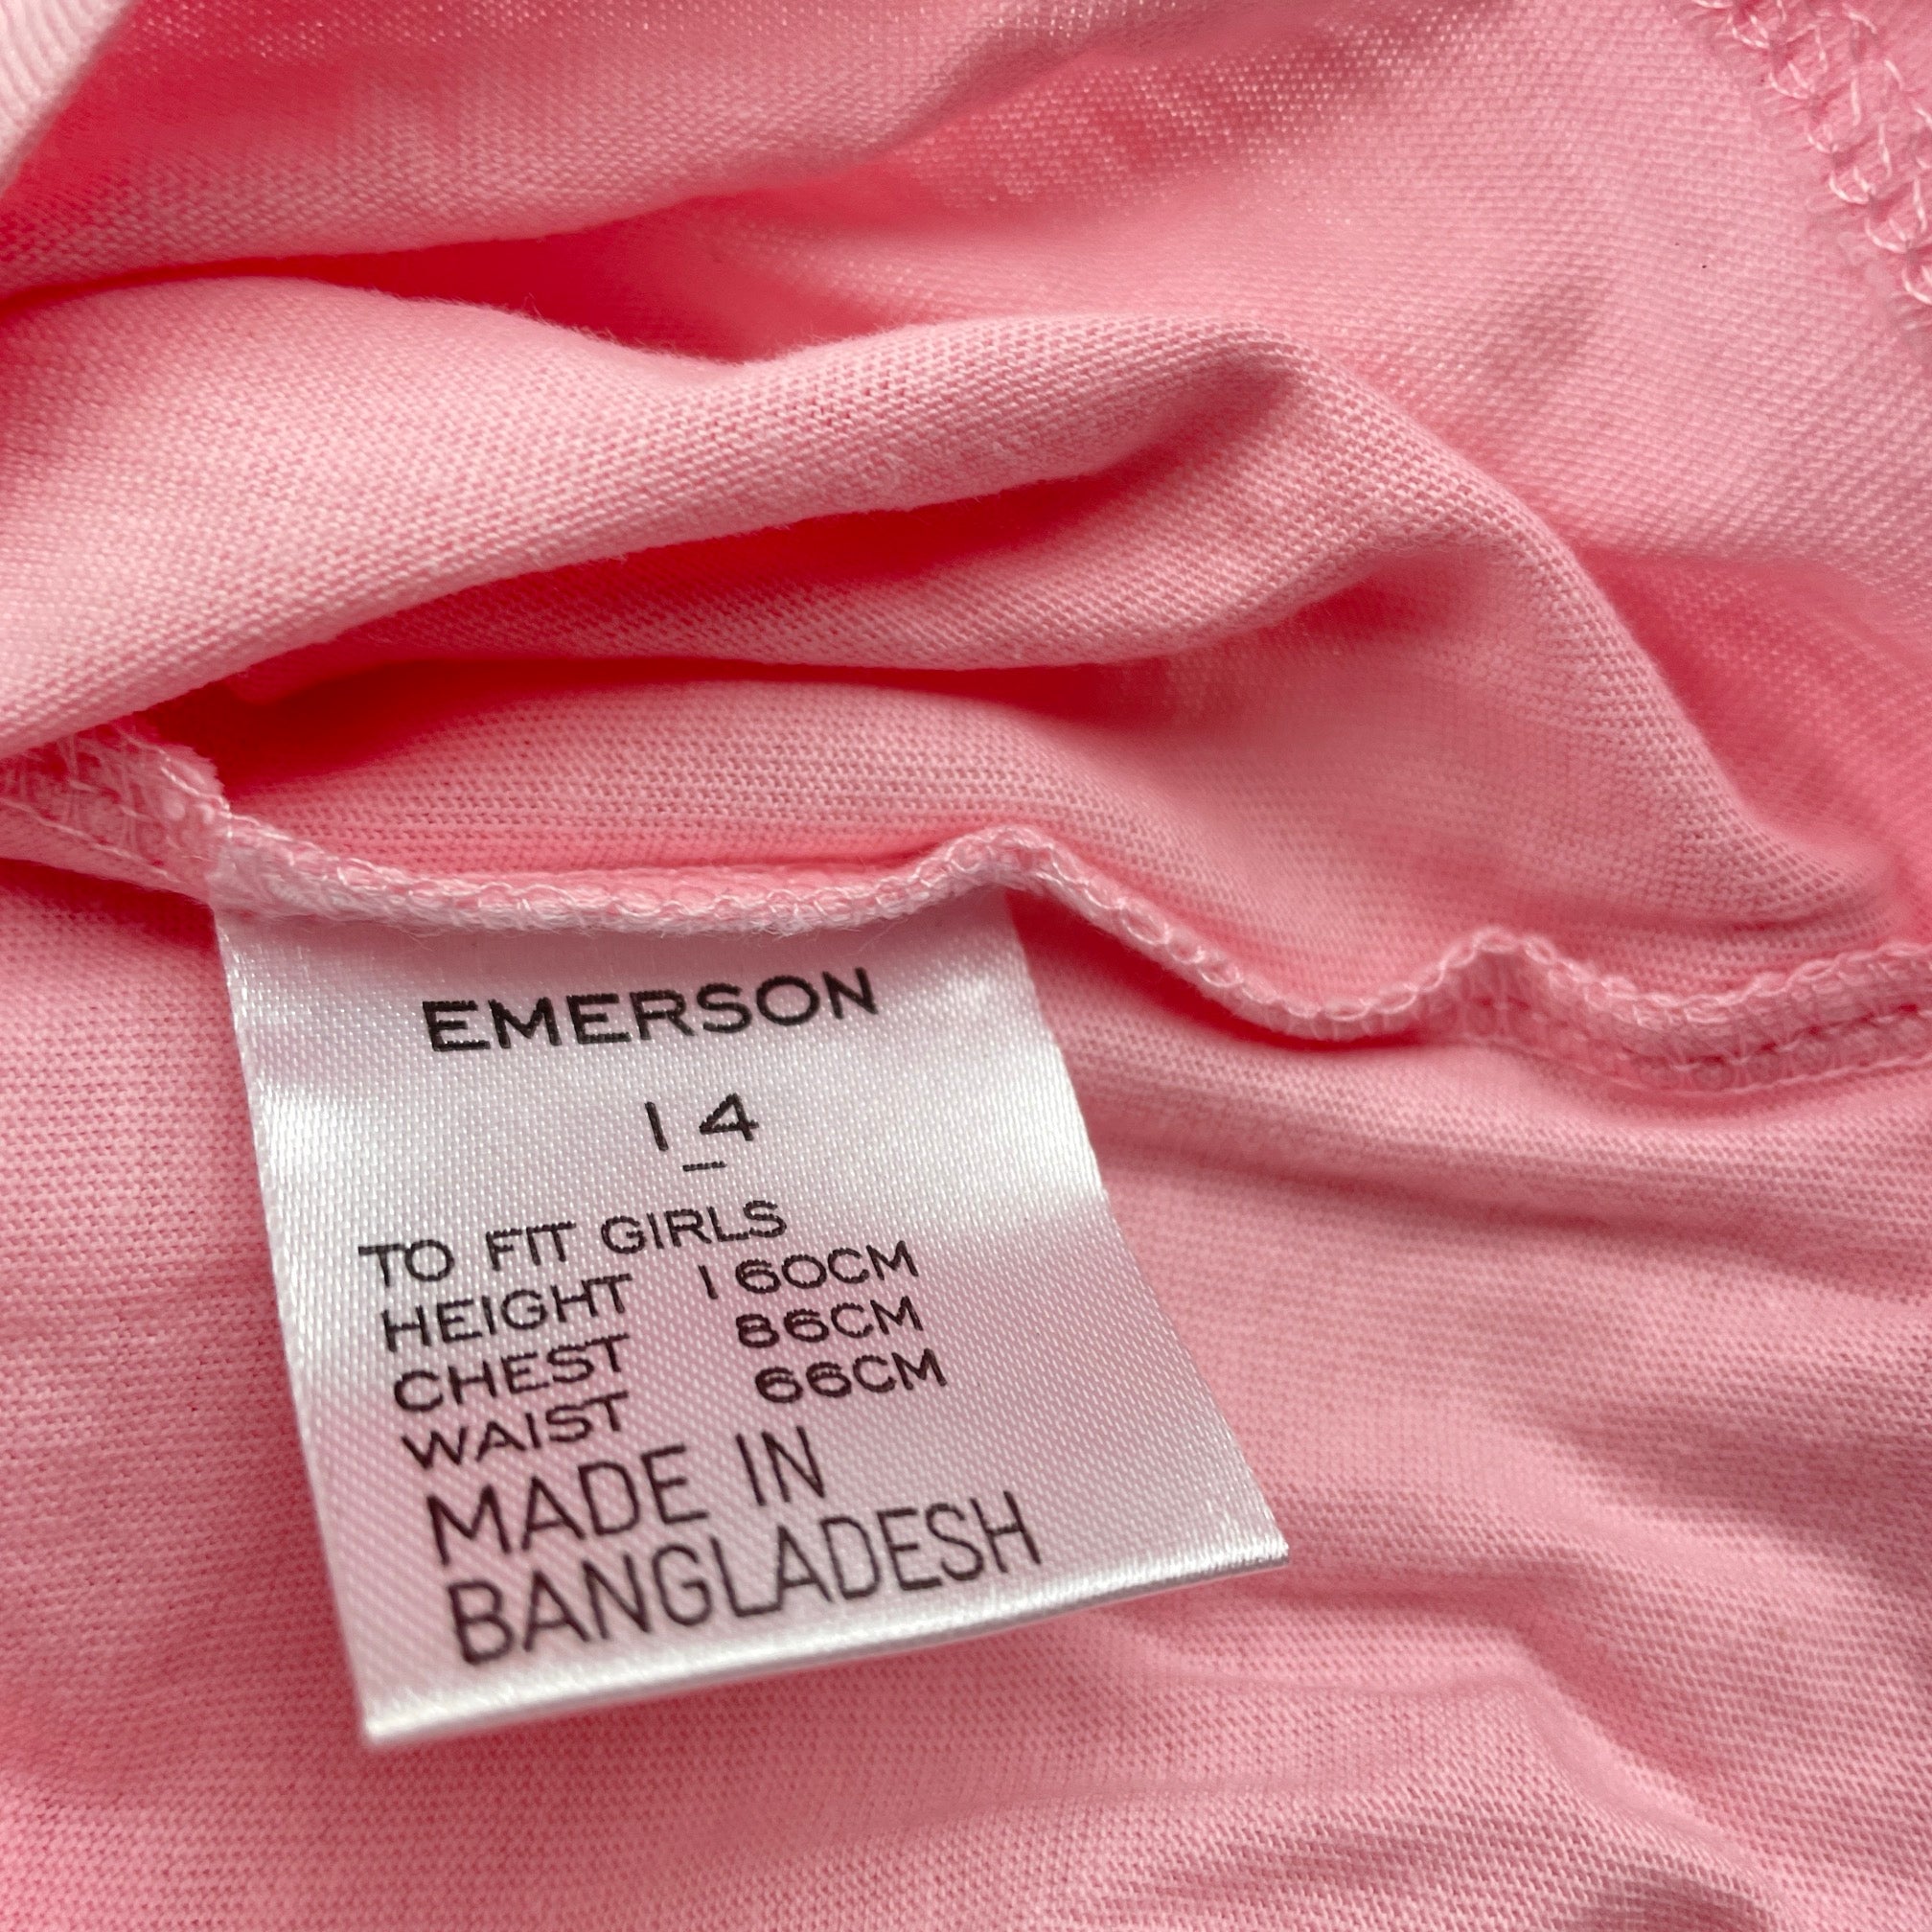 EMERSON
14
TO FIT GIRLS
HEIGHT 160CM
CHEST 86CM
WAIST 66CM
MADE IN
BANGLADESH